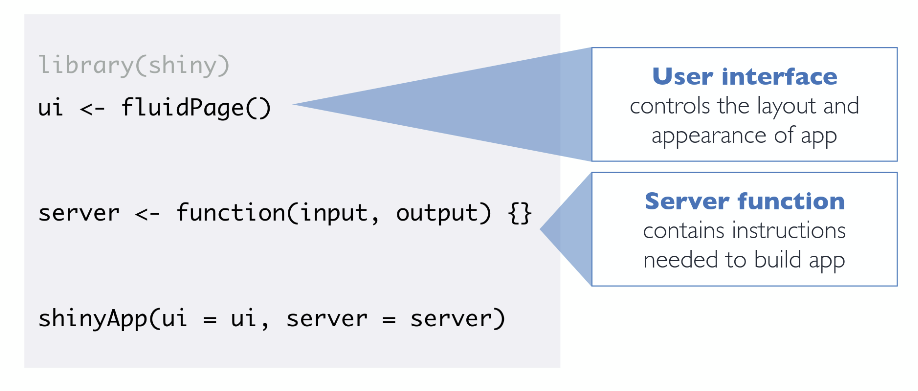 library(shiny)
ui <- fluidPage()
server <- function(input, output) {}
shinyApp(ui = ui, server = server)
User interface
controls the layout and
appearance of app
Server function
contains instructions
needed to build app